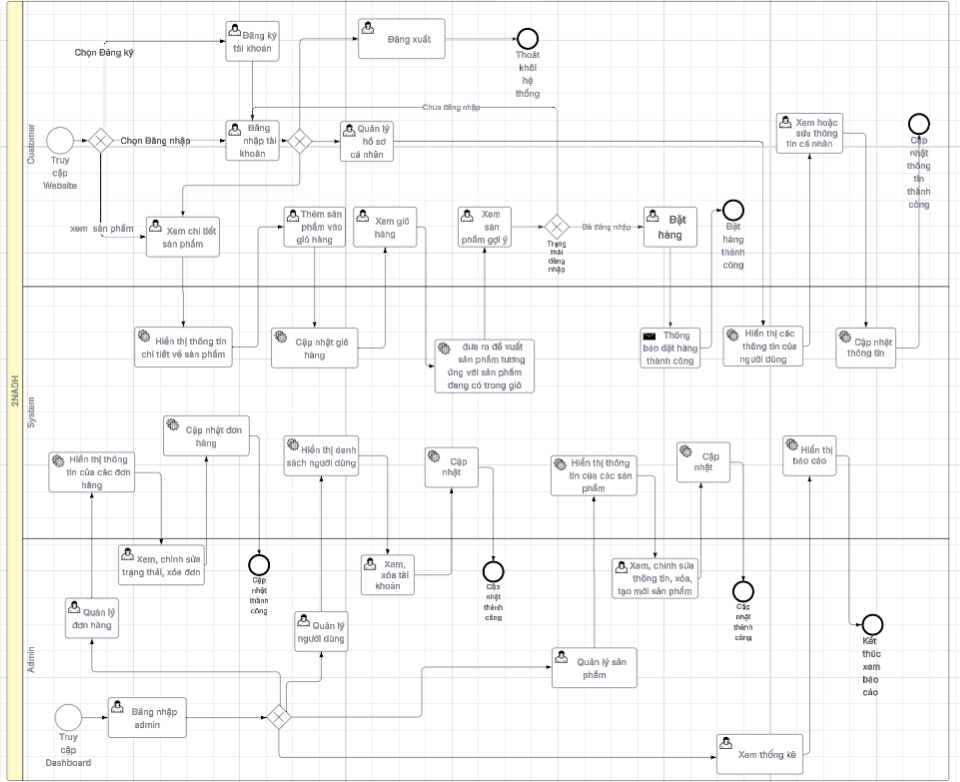 2NADH
Customer
Truy
cập
Website
Chọn Đăng ký
Chọn Đăng nhập
xem sản phẩm
Đăng ký
tài khoản
Đăng
nhập tài
khoản
Đăng xuất
Thoát
khỏi
hệ
thống
Chưa đăng nhập
Quản lý
hồ sơ
cá nhân
Xem hoặc
sửa thông
tin cá nhân
Cập
nhật
thông
tin
thành
công
Xem chi tiết
sản phẩm
Thêm sản
phẩm vào
giỏ hàng
Xem giỏ
hàng
Xem
sản
phẩm gợi ý
Trạng
thái
đăng
nhập
Đã đăng nhập
Đặt
hàng
Đặt
hàng
thành
công
System
Hiển thị thông tin
chi tiết về sản phẩm
Cập nhật giỏ
hàng
đưa ra đề xuất
sản phẩm tương
ứng với sản phẩm
đang có trong giỏ
Thông
báo đặt hàng
thành công
Hiển thị các
thông tin của
người dùng
Cập nhật
thông tin
Hiển thị thông
tin của các đơn
hàng
Cập nhật đơn
hàng
Hiển thị danh
sách người dùng
Cập
nhật
Hiển thị thông
tin của các sản
phẩm
Cập
nhật
Hiển thị
báo cáo
Admin
Xem, chỉnh sửa
trạng thái, xóa đơn
Cập
nhật
thành
công
Xem,
xóa tài
khoản
Cập
nhật
thành
công
Xem, chỉnh sửa
thông tin, xóa,
tạo mới sản phẩm
Cập
nhật
thành
công
Quản lý
đơn hàng
Quản lý
người dùng
Quản lý sản
phẩm
Kết
thúc
xem
báo
cáo
Truy
cập
Dashboard
Đăng nhập
admin
Xem thống kê